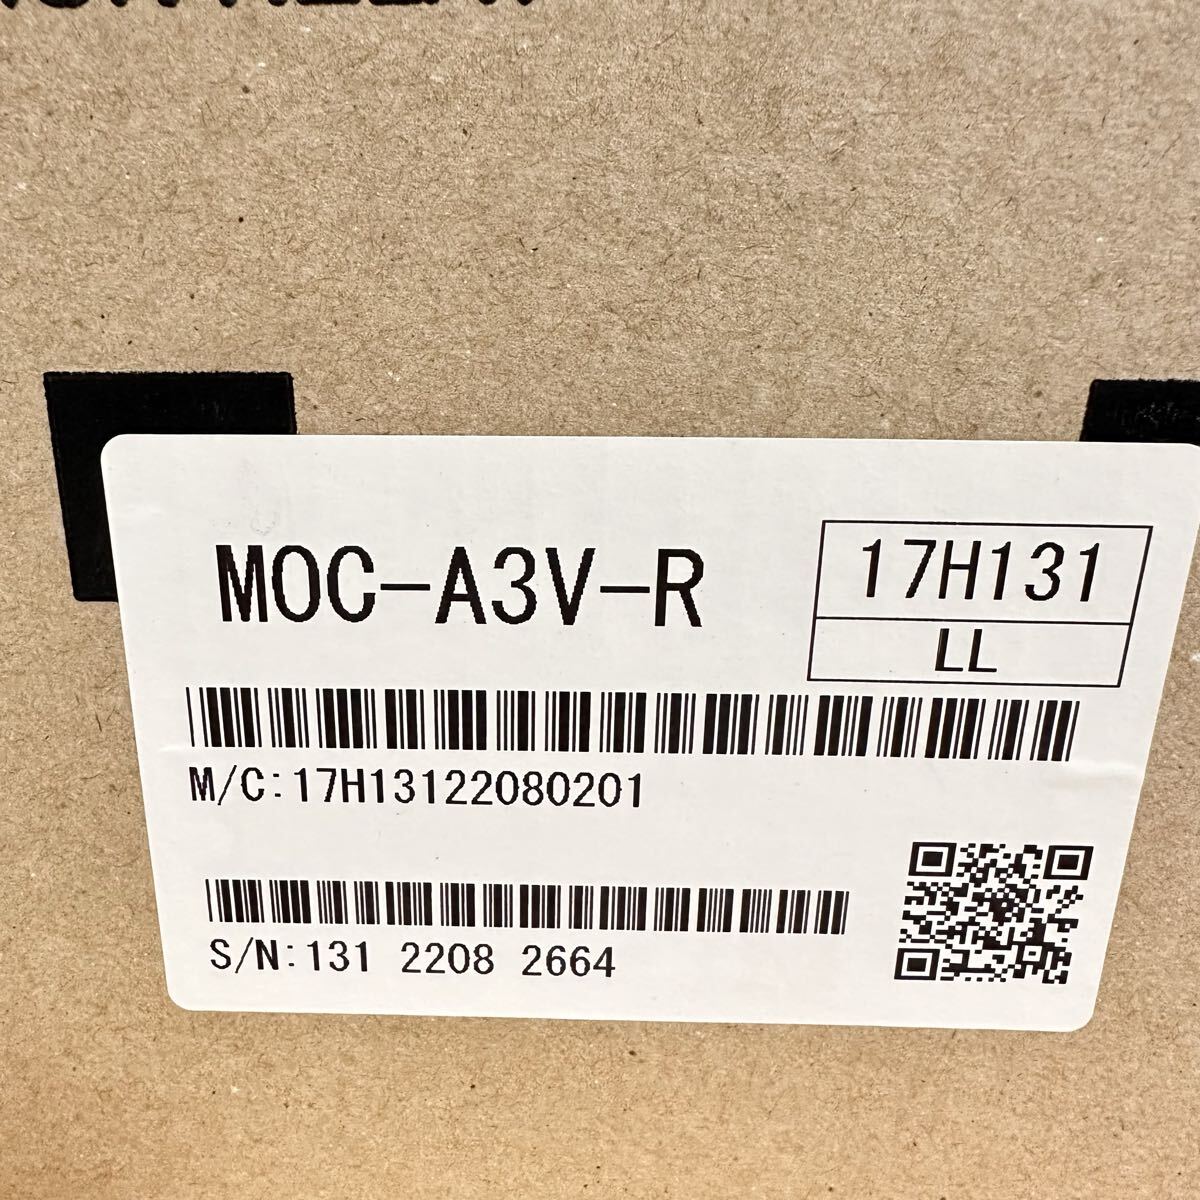 MOC-A3V-R
17H131
LL
M/C:17H13122080201
S/N:131 2208 2664